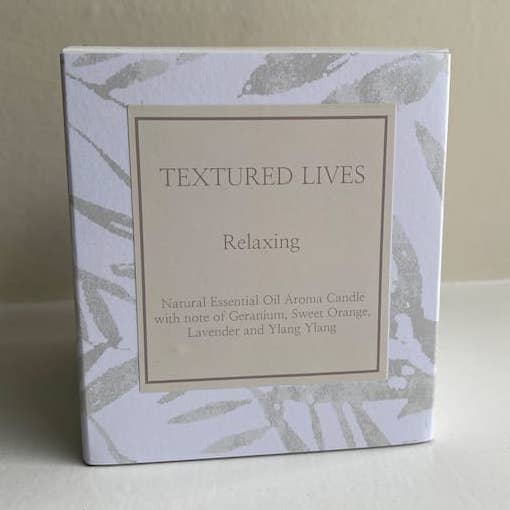 TEXTURED LIVES
Relaxing
Natural Essential Oil Aroma Candle
with note of Geranium, Sweet Orange,
Lavender and Ylang Ylang